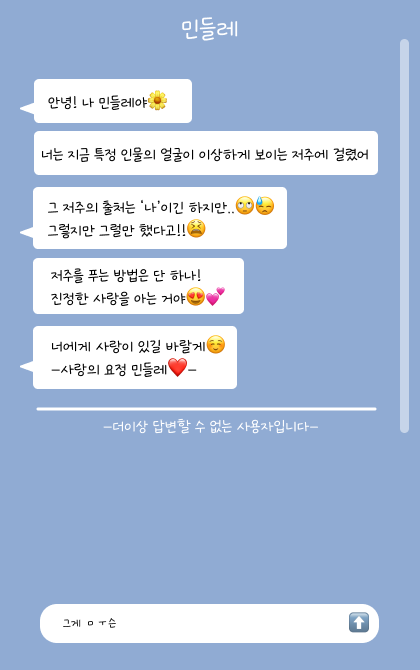 민들레
안녕! 나 민들레야🌼
너는 지금 특정 인물의 얼굴이 이상하게 보이는 저주에 걸렸어
그 저주의 출처는 '나'이긴 하지만..🙄😓
그렇지만 그럴만 했다고!!😫
저주를 푸는 방법은 단 하나!
진정한 사랑을 아는 거야😍💕
너에게 사랑이 있길 바랄게☺️
-사랑의 요정 민들레❤️-
-더이상 답변할 수 없는 사용자입니다-
그게 ㅁ ㅜ슨